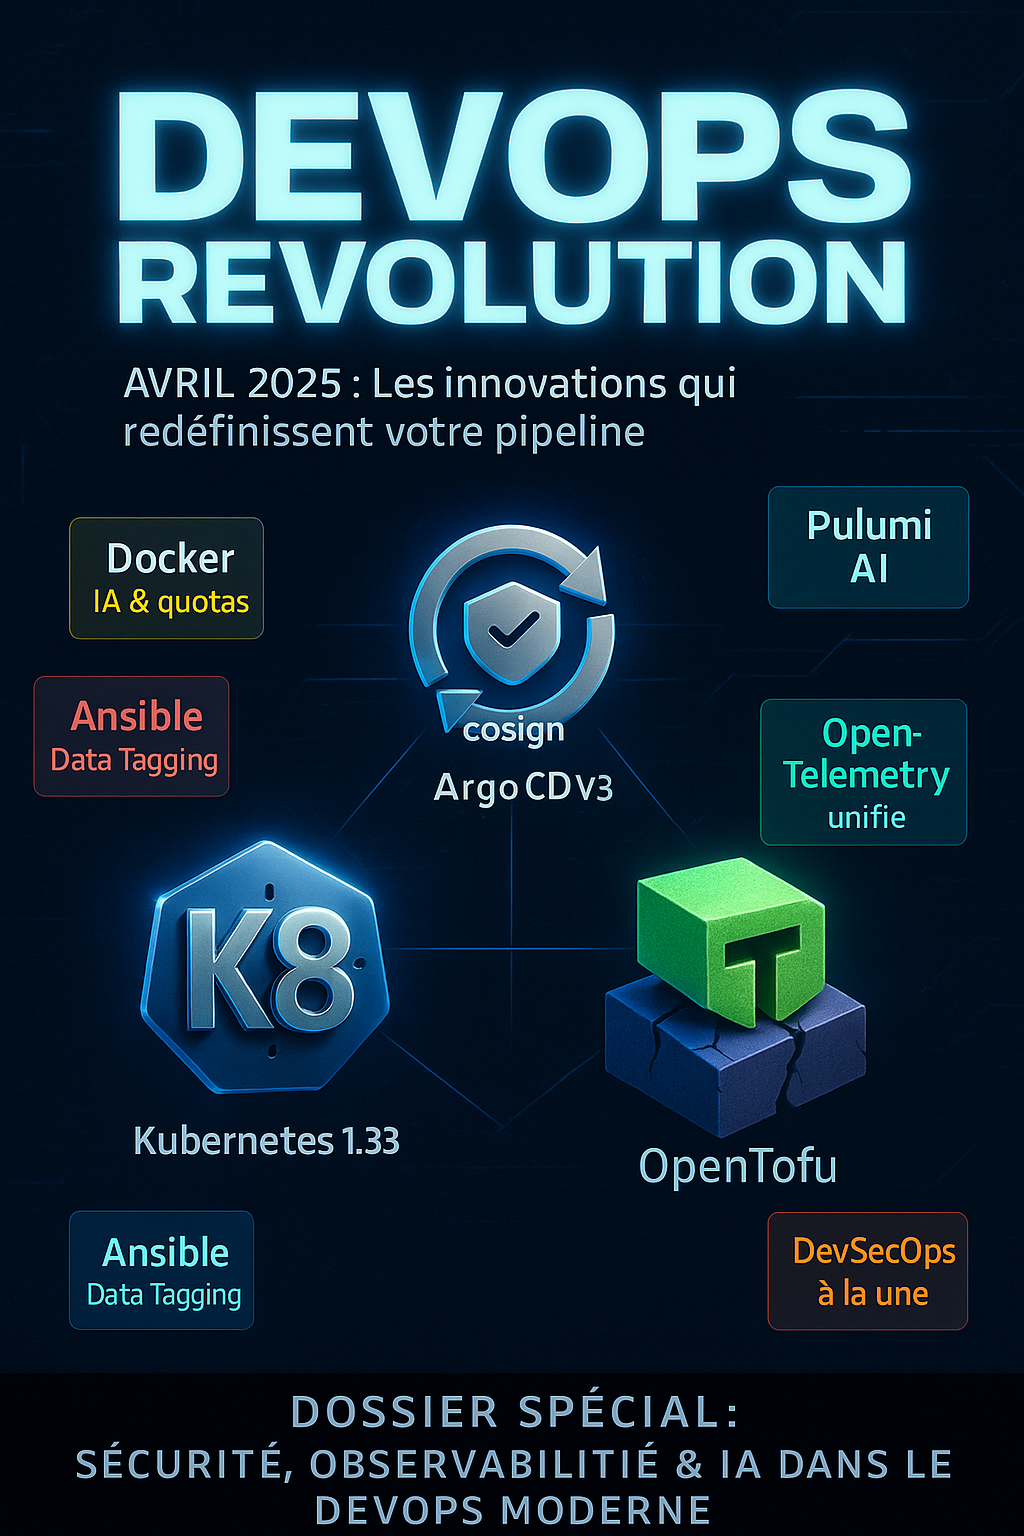 DEVOPS
REVOLUTION
AVRIL 2025 : Les innovations qui
redéfinissent votre pipeline
Docker
IA & quotas
Pulumi
AI
Ansible
Data Tagging
cosign
Argo CD V3
Open-
Telemetry
unifie
K8
T
Kubernetes 1.33
OpenTofu
Ansible
Data Tagging
DevSecOps
à la une
DOSSIER SPÉCIAL:
SÉCURITÉ, OBSERVABILITIÉ & IA DANS LE
DEVOPS MODERNE